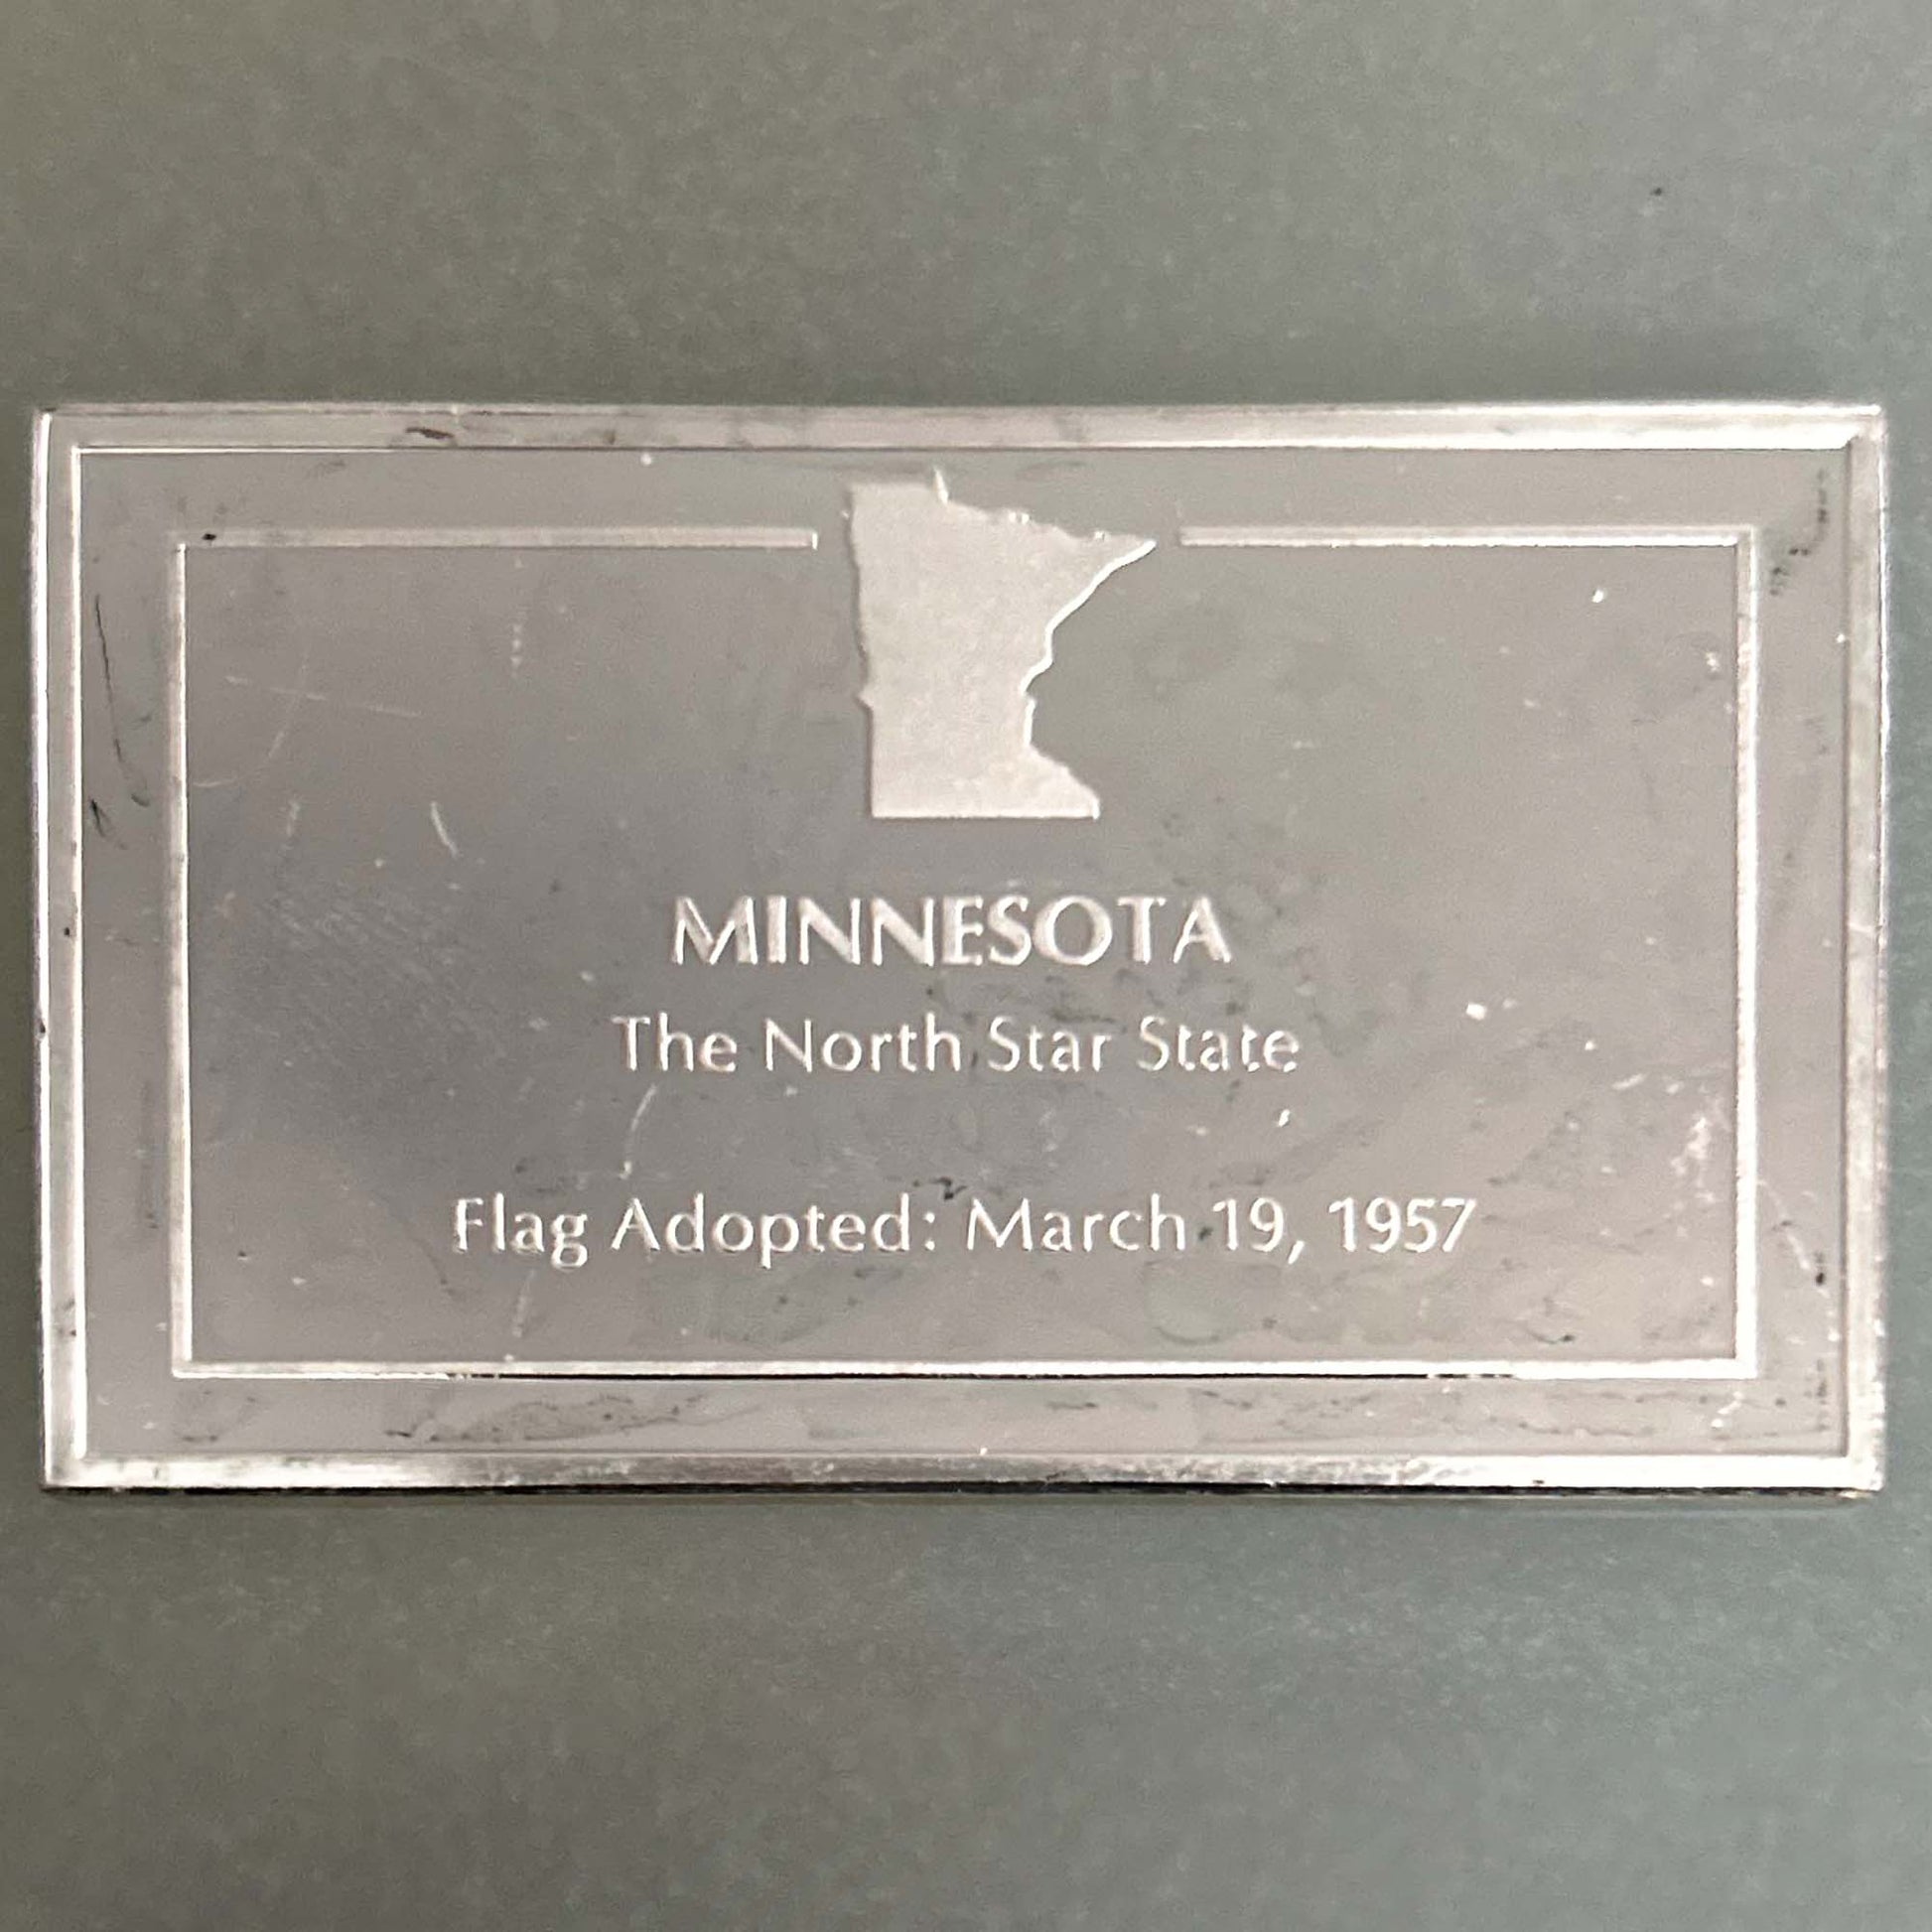 MINNESOTA
The North Star State
Flag Adopted: March 19, 1957